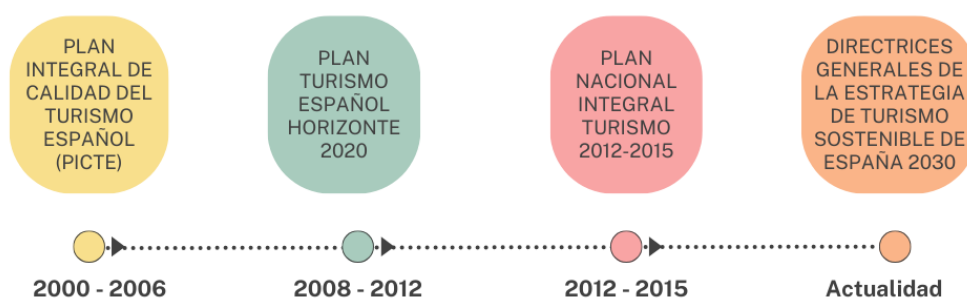 PLAN
INTEGRAL DE
CALIDAD DEL
TURISMO
ESPAÑOL
(PICTE)
PLAN
TURISMO
ESPAÑOL
HORIZONTE
2020
PLAN
NACIONAL
INTEGRAL
TURISMO
2012-2015
DIRECTRICES
GENERALES DE
LA ESTRATEGIA
DE TURISMO
SOSTENIBLE DE
ESPAÑA 2030
2000 - 2006
2008 - 2012
2012 - 2015
Actualidad